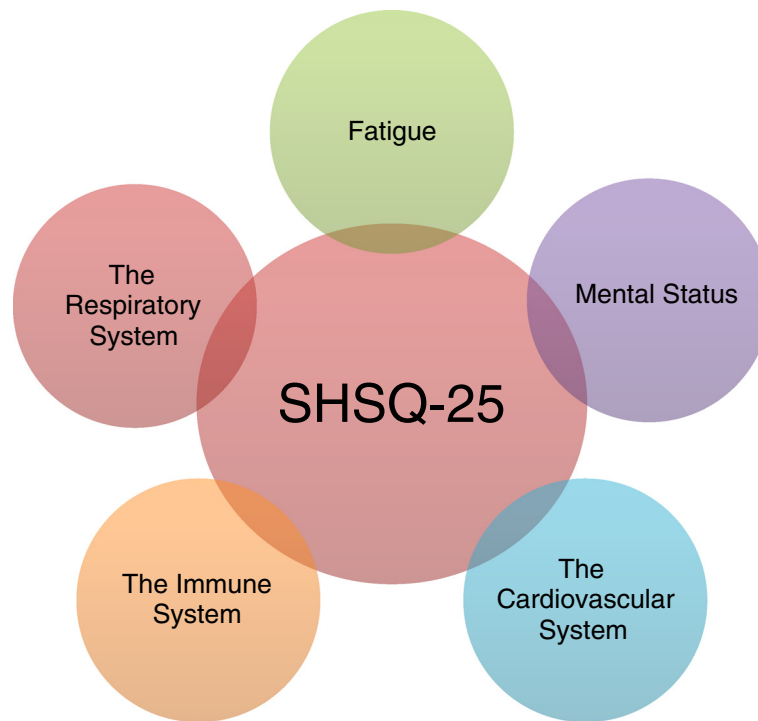 Fatigue
The
Respiratory
System
Mental Status
SHSQ-25
The Immune
System
The
Cardiovascular
System